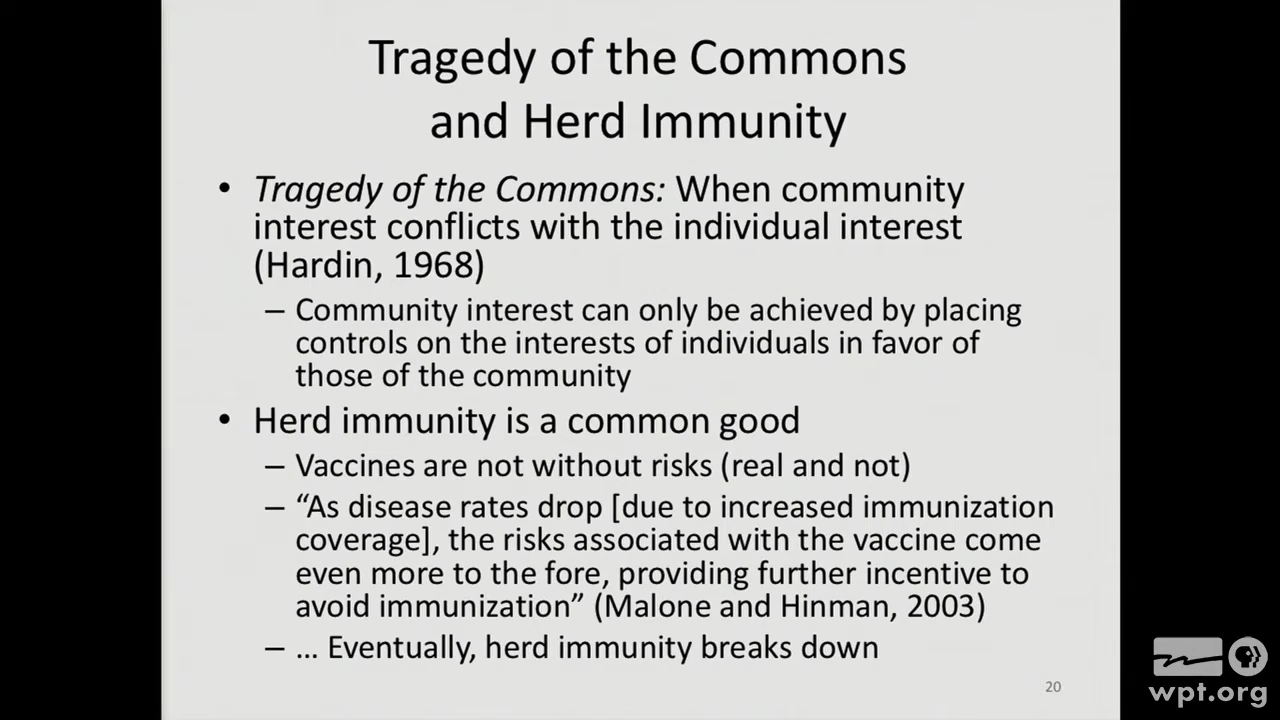 Tragedy of the Commons
and Herd Immunity
• Tragedy of the Commons: When community
interest conflicts with the individual interest
(Hardin, 1968)
– Community interest can only be achieved by placing
controls on the interests of individuals in favor of
those of the community
• Herd immunity is a common good
– Vaccines are not without risks (real and not)
– “As disease rates drop [due to increased immunization
coverage], the risks associated with the vaccine come
even more to the fore, providing further incentive to
avoid immunization” (Malone and Hinman, 2003)
– … Eventually, herd immunity breaks down
20
wpt.org